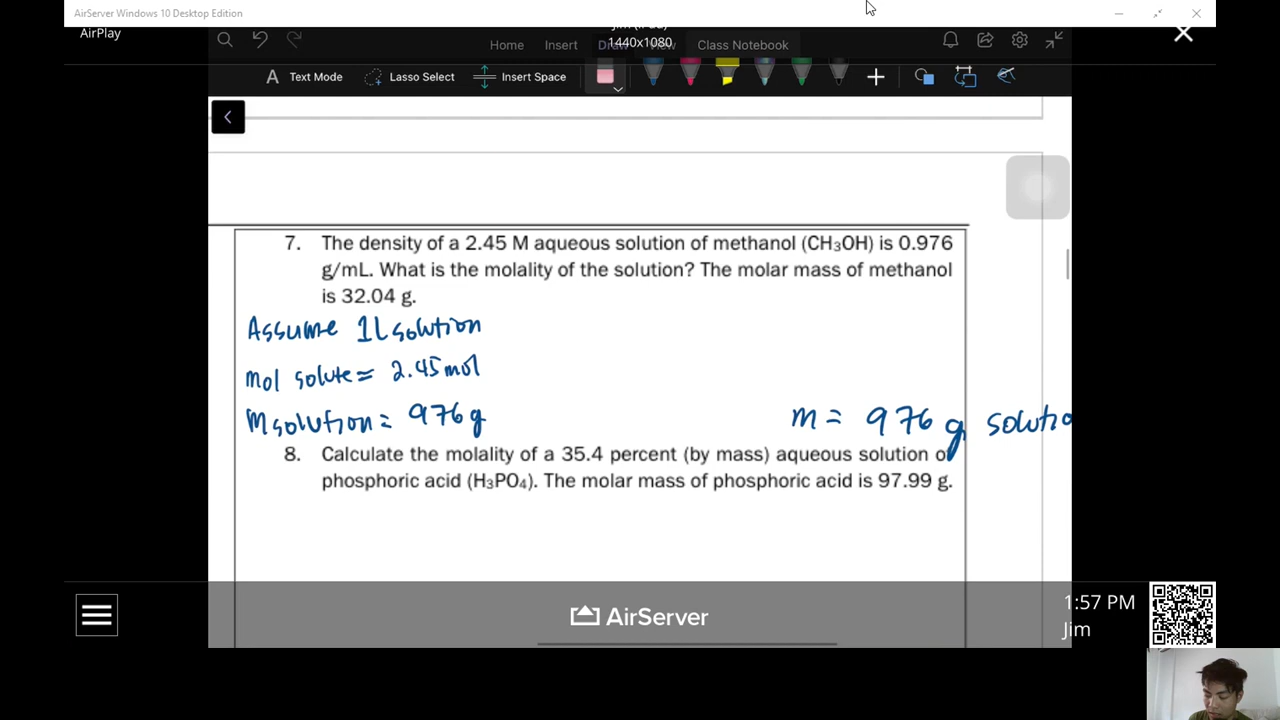 AirServer Windows 10 Desktop Edition
AirPlay
1440x1080
Home Insert Draw View Class Notebook
Text Mode Lasso Select Insert Space
7. The density of a 2.45 M aqueous solution of methanol (CH₃OH) is 0.976
g/mL. What is the molality of the solution? The molar mass of methanol
is 32.04 g.
Assume 1L solution
mol solute = 2.45 mol
m solution = 976 g
m = 976 g solutio
8. Calculate the molality of a 35.4 percent (by mass) aqueous solution of
phosphoric acid (H₃PO₄). The molar mass of phosphoric acid is 97.99 g.
AirServer
1:57 PM
Jim